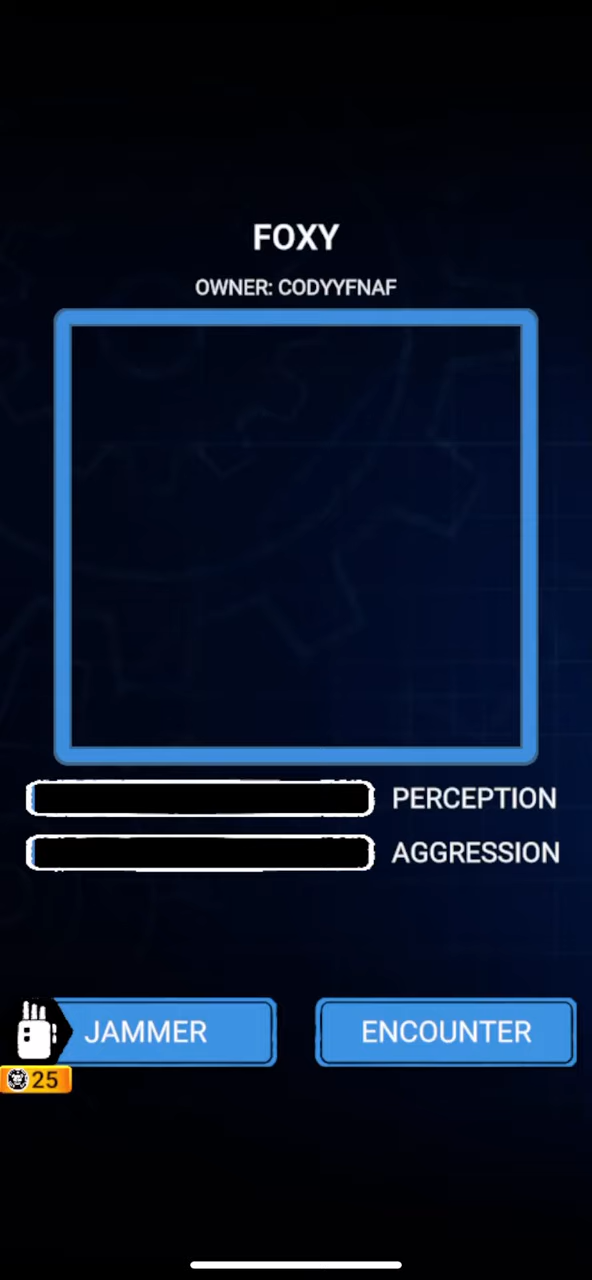 FOXY
OWNER: CODYYFNAF
PERCEPTION
AGGRESSION
JAMMER
ENCOUNTER
25